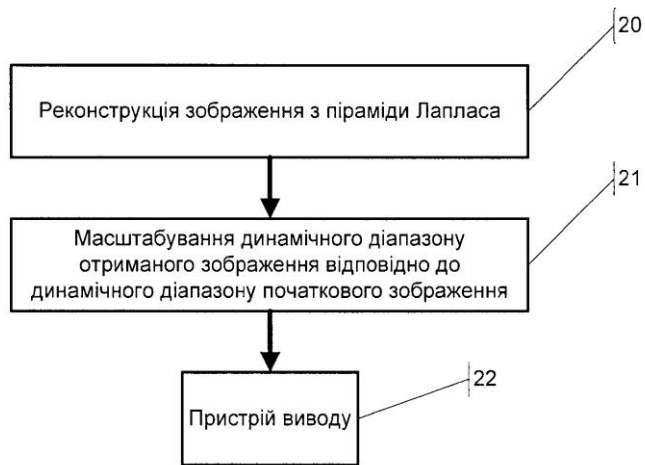 20
Реконструкція зображення з піраміди Лапласа
21
Масштабування динамічного діапазону
отриманого зображення відповідно до
динамічного діапазону початкового зображення
22
Пристрій виводу